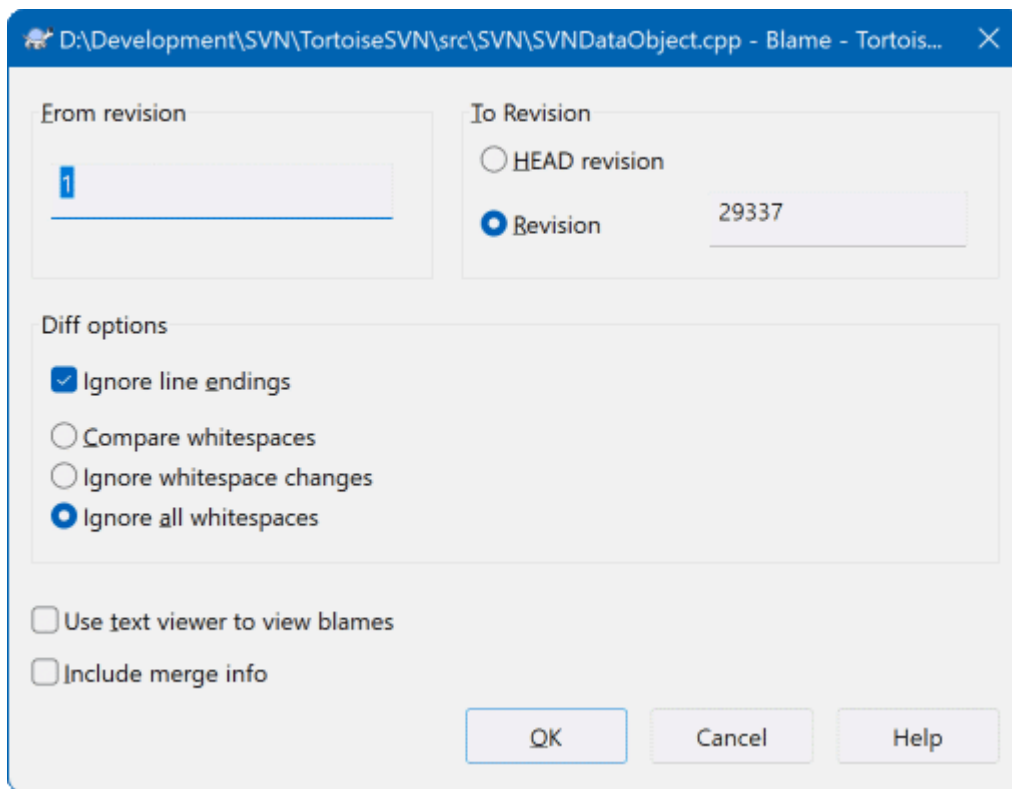 D:\Development\SVN\TortoiseSVN\src\SVN\SVNDataObject.cpp - Blame - Tortois...
From revision
1
To Revision
HEAD revision
Revision 29337
Diff options
Ignore line endings
Compare whitespaces
Ignore whitespace changes
Ignore all whitespaces
Use text viewer to view blames
Include merge info
OK Cancel Help